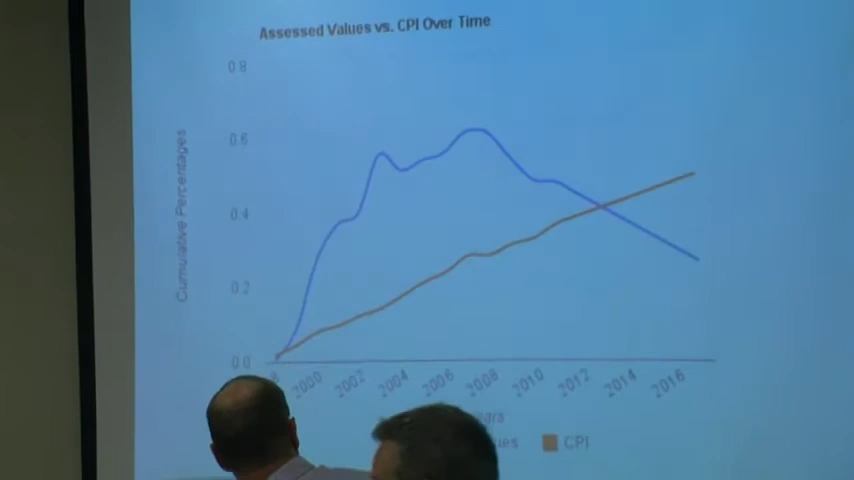 Assessed Values vs. CPI Over Time
0.8
0.6
0.4
0.2
0.0
Cumulative Percentages
2000 2002 2004 2006 2008 2010 2012 2014 2016
CPI